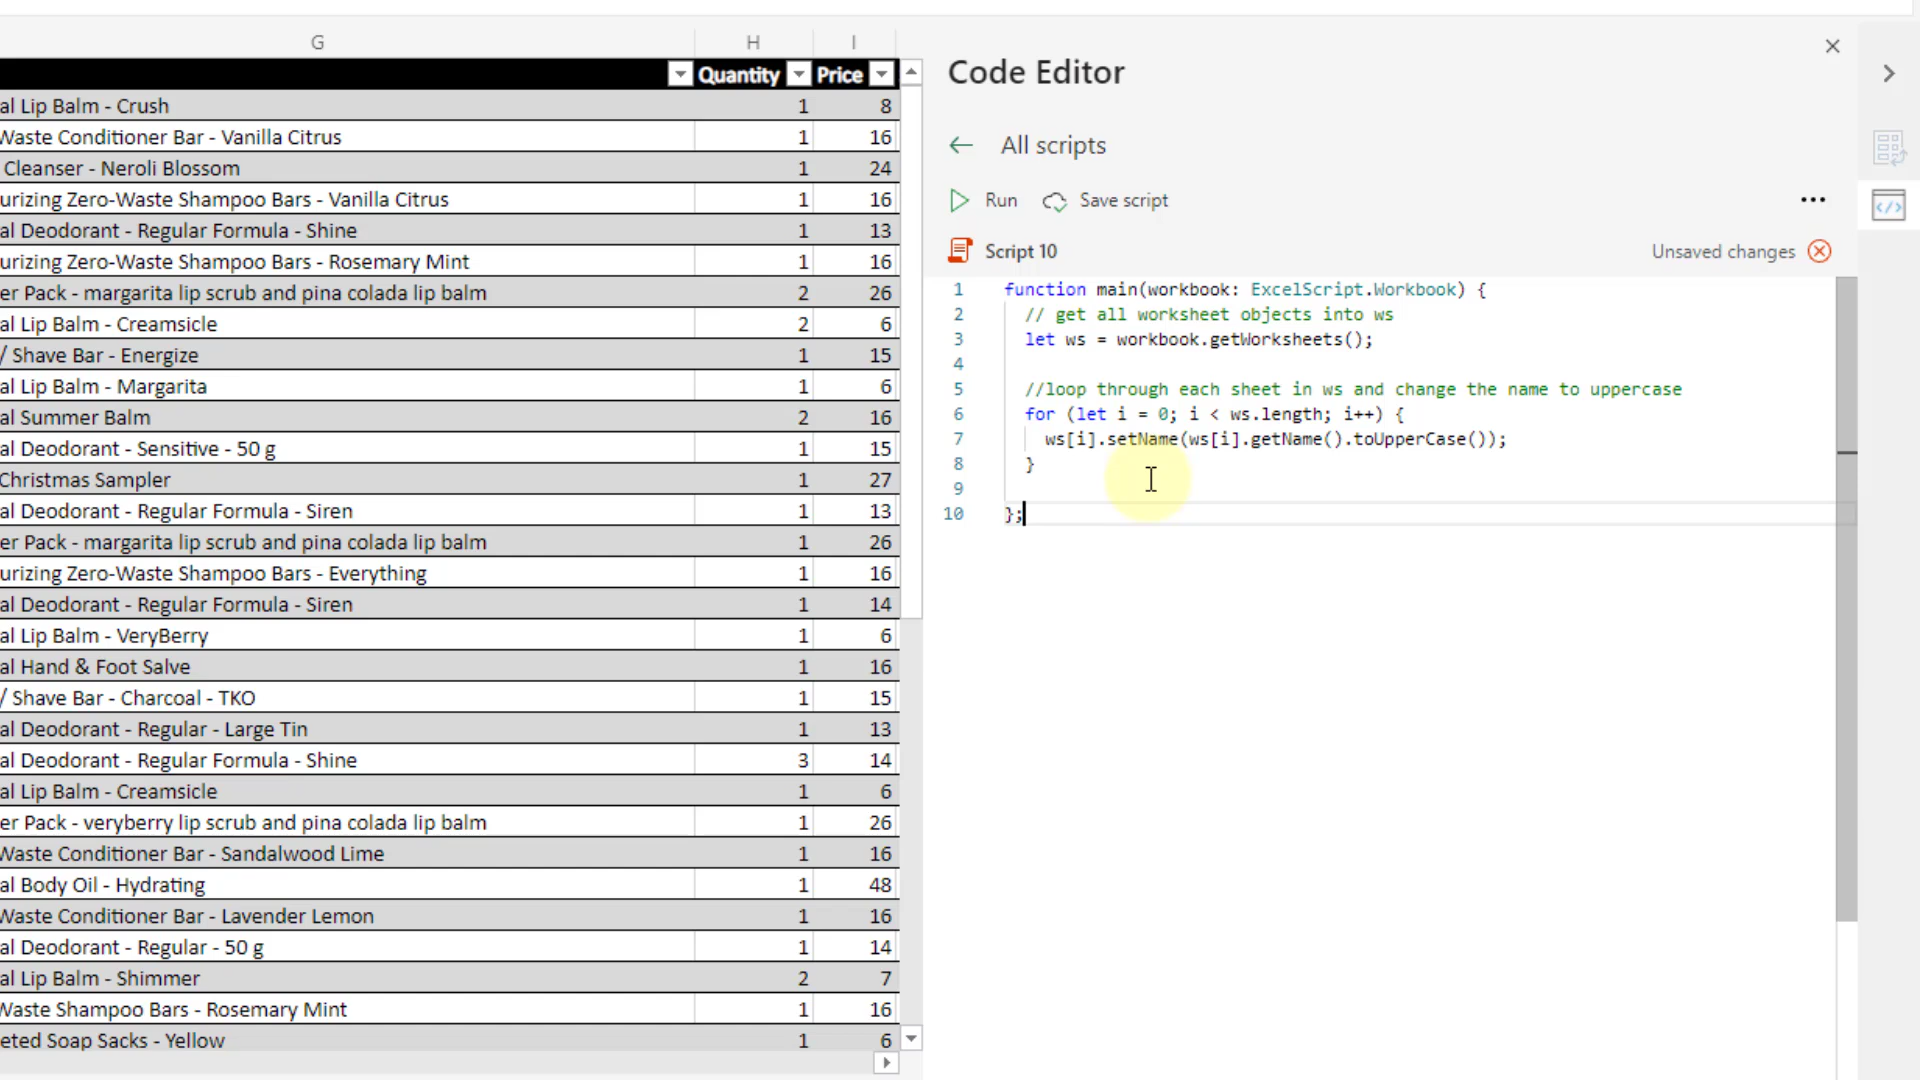 G H I
Quantity Price
al Lip Balm - Crush 1 8
Waste Conditioner Bar - Vanilla Citrus 1 16
Cleanser - Neroli Blossom 1 24
urizing Zero-Waste Shampoo Bars - Vanilla Citrus 1 16
al Deodorant - Regular Formula - Shine 1 13
urizing Zero-Waste Shampoo Bars - Rosemary Mint 1 16
er Pack - margarita lip scrub and pina colada lip balm 2 26
al Lip Balm - Creamsicle 2 6
/ Shave Bar - Energize 1 15
al Lip Balm - Margarita 1 6
al Summer Balm 2 16
al Deodorant - Sensitive - 50 g 1 15
Christmas Sampler 1 27
al Deodorant - Regular Formula - Siren 1 13
er Pack - margarita lip scrub and pina colada lip balm 1 26
urizing Zero-Waste Shampoo Bars - Everything 1 16
al Deodorant - Regular Formula - Siren 1 14
al Lip Balm - VeryBerry 1 6
al Hand & Foot Salve 1 16
/ Shave Bar - Charcoal - TKO 1 15
al Deodorant - Regular - Large Tin 1 13
al Deodorant - Regular Formula - Shine 3 14
al Lip Balm - Creamsicle 1 6
er Pack - veryberry lip scrub and pina colada lip balm 1 26
Waste Conditioner Bar - Sandalwood Lime 1 16
al Body Oil - Hydrating 1 48
Waste Conditioner Bar - Lavender Lemon 1 16
al Deodorant - Regular - 50 g 1 14
al Lip Balm - Shimmer 2 7
Waste Shampoo Bars - Rosemary Mint 1 16
eted Soap Sacks - Yellow 1 6
Code Editor
All scripts
Run Save script
Script 10 Unsaved changes
1 function main(workbook: ExcelScript.Workbook) {
2 // get all worksheet objects into ws
3 let ws = workbook.getWorksheets();
4
5 //loop through each sheet in ws and change the name to uppercase
6 for (let i = 0; i < ws.length; i++) {
7 ws[i].setName(ws[i].getName().toUpperCase());
8 }
9
10 };